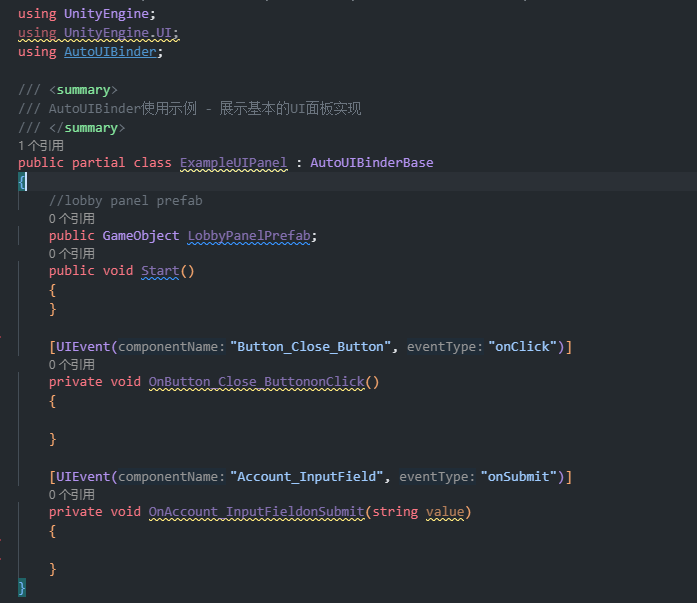 using UnityEngine;
using UnityEngine.UI;
using AutoUIBinder;
/// <summary>
/// AutoUIBinder使用示例 - 展示基本的UI面板实现
/// </summary>
1 个引用
public partial class ExampleUIPanel : AutoUIBinderBase
{
//lobby panel prefab
0 个引用
public GameObject LobbyPanelPrefab;
0 个引用
public void Start()
{
}
[UIEvent(componentName: "Button_Close_Button", eventType: "onClick")]
0 个引用
private void OnButton_Close_ButtononClick()
{
}
[UIEvent(componentName: "Account_InputField", eventType: "onSubmit")]
0 个引用
private void OnAccount_InputFieldonSubmit(string value)
{
}
}